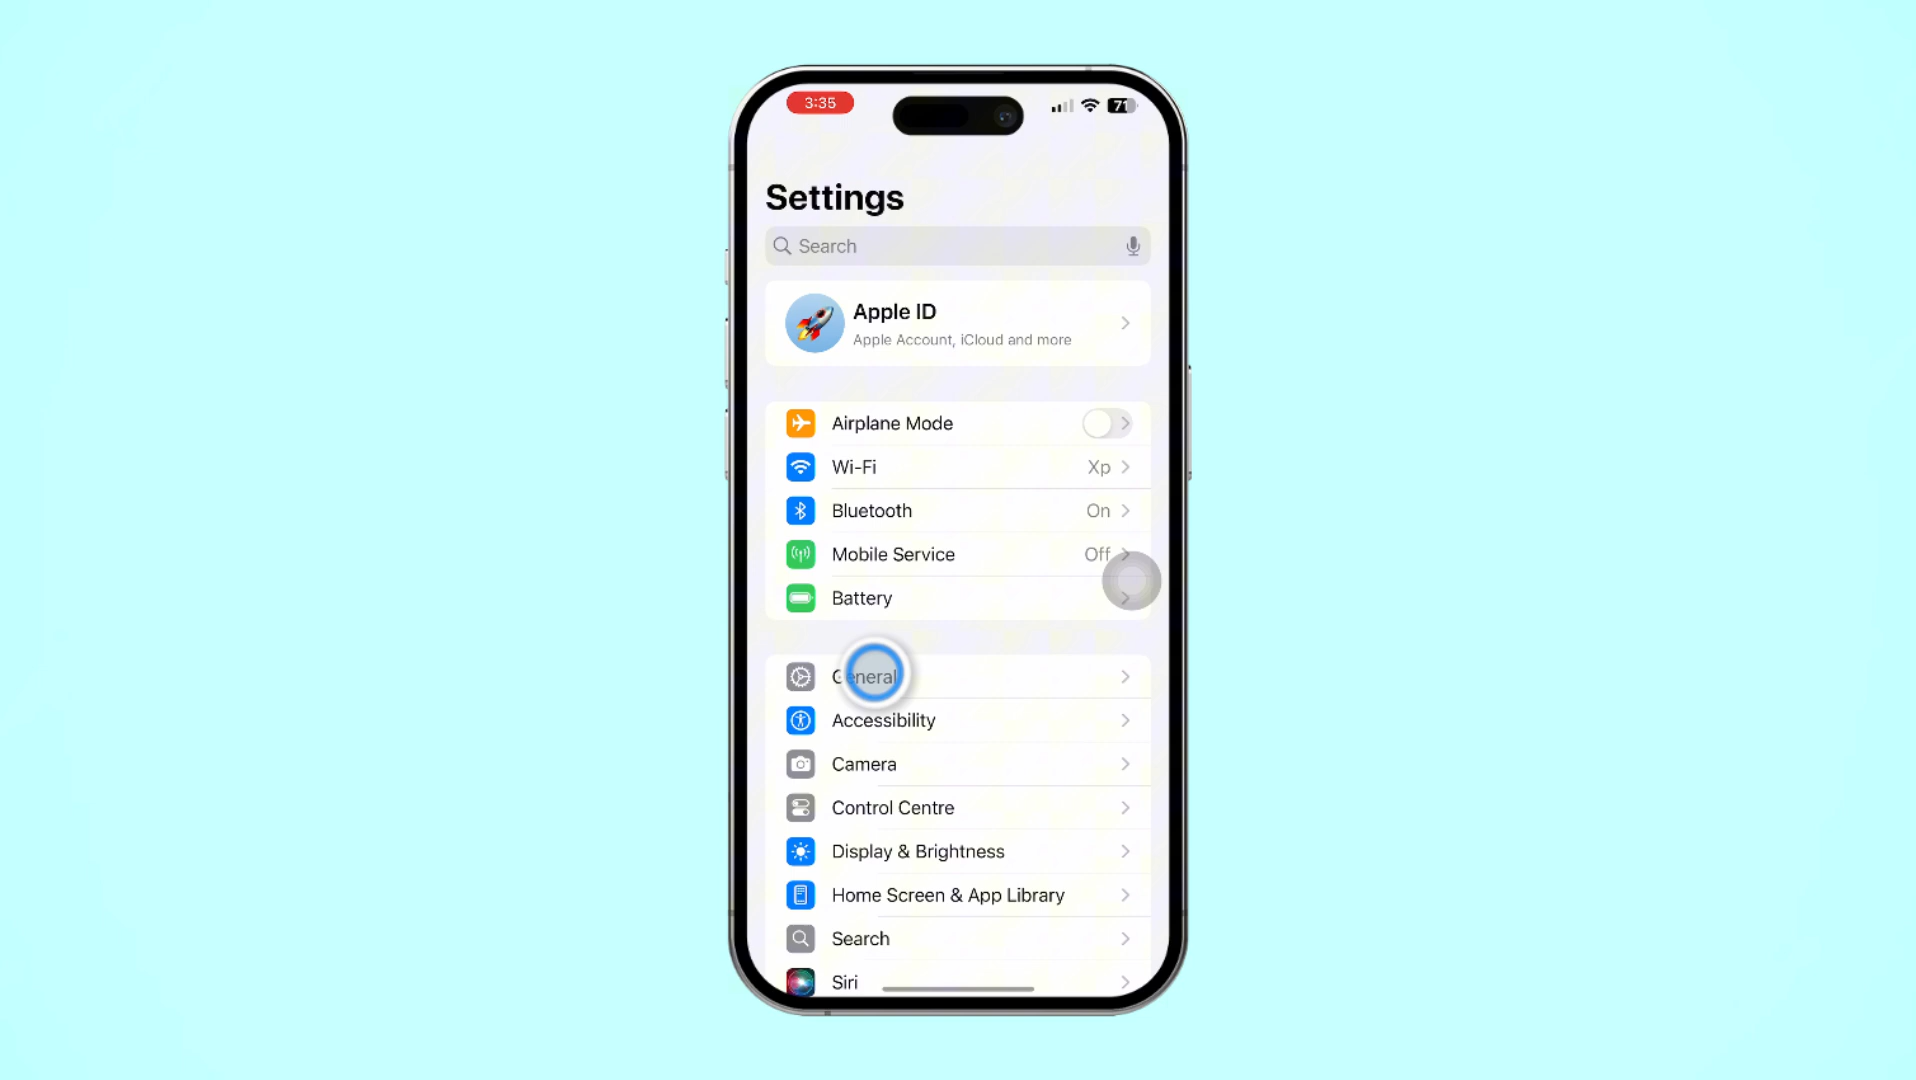 3:35
71
Settings
Search
Apple ID
Apple Account, iCloud and more
Airplane Mode
Wi-Fi Xp
Bluetooth On
Mobile Service Off
Battery
General
Accessibility
Camera
Control Centre
Display & Brightness
Home Screen & App Library
Search
Siri